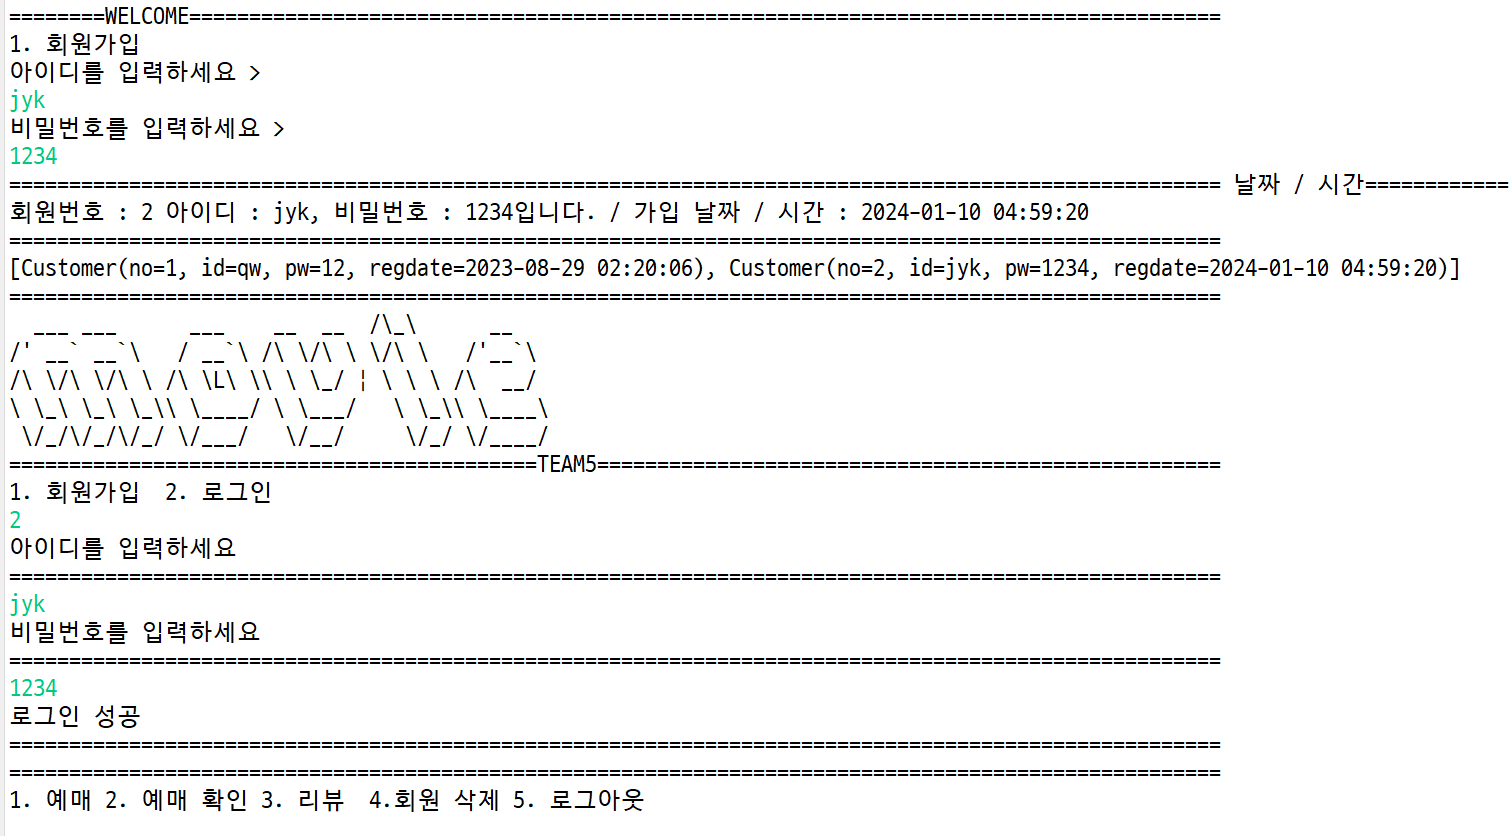 ========WELCOME======================================================================================
1. 회원가입
아이디를 입력하세요 >
jyk
비밀번호를 입력하세요 >
1234
===================================================================================================== 날짜 / 시간============
회원번호 : 2 아이디 : jyk, 비밀번호 : 1234입니다. / 가입 날짜 / 시간 : 2024-01-10 04:59:20
=====================================================================================================
[Customer(no=1, id=qw, pw=12, regdate=2023-08-29 02:20:06), Customer(no=2, id=jyk, pw=1234, regdate=2024-01-10 04:59:20)]
=====================================================================================================
  ___ ___      ___    __  __  /\_\      __
/' __` __`\   / __`\ /\ \/\ \ \/\ \   /'__`\
/\ \/\ \/\ \ /\ \L\ \\ \ \_/ ¦ \ \ \ /\  __/
\ \_\ \_\ \_\\ \____/ \ \___/   \ \_\\ \____\
 \/_/\/_/\/_/ \/___/   \/__/     \/_/ \/____/
============================================TEAM5====================================================
1. 회원가입  2. 로그인
2
아이디를 입력하세요
=====================================================================================================
jyk
비밀번호를 입력하세요
=====================================================================================================
1234
로그인 성공
=====================================================================================================
=====================================================================================================
1. 예매 2. 예매 확인 3. 리뷰  4.회원 삭제 5. 로그아웃